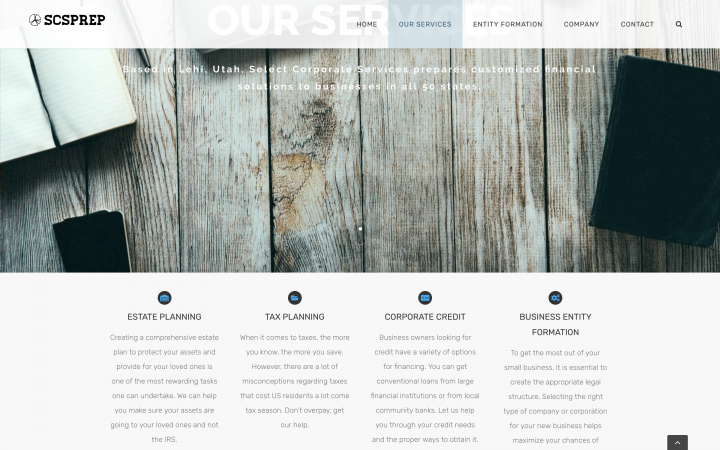 SCSPREP
HOME
OUR SERVICES
ENTITY FORMATION
COMPANY
CONTACT
OUR SERVICES
Based in Lehi, Utah, Select Corporate Services prepares customized financial
solutions to businesses in all 50 states.
ESTATE PLANNING
Creating a comprehensive estate
plan to protect your assets and
provide for your loved ones is
one of the most rewarding tasks
one can undertake. We can help
you make sure your assets are
going to your loved ones and not
the IRS.
TAX PLANNING
When it comes to taxes, the more
you know, the more you save.
However, there are a lot of
misconceptions regarding taxes
that cost US residents a lot come
tax season. Don't overpay, get
our help.
CORPORATE CREDIT
Business owners looking for
credit have a variety of options
for financing. You can get
conventional loans from large
financial institutions or from local
community banks. Let us help
you through your credit needs
and the proper ways to obtain it.
BUSINESS ENTITY
FORMATION
To get the most out of your
small business, it is essential to
create the appropriate legal
structure. Selecting the right
type of company or corporation
for your new business helps
maximize your chances of